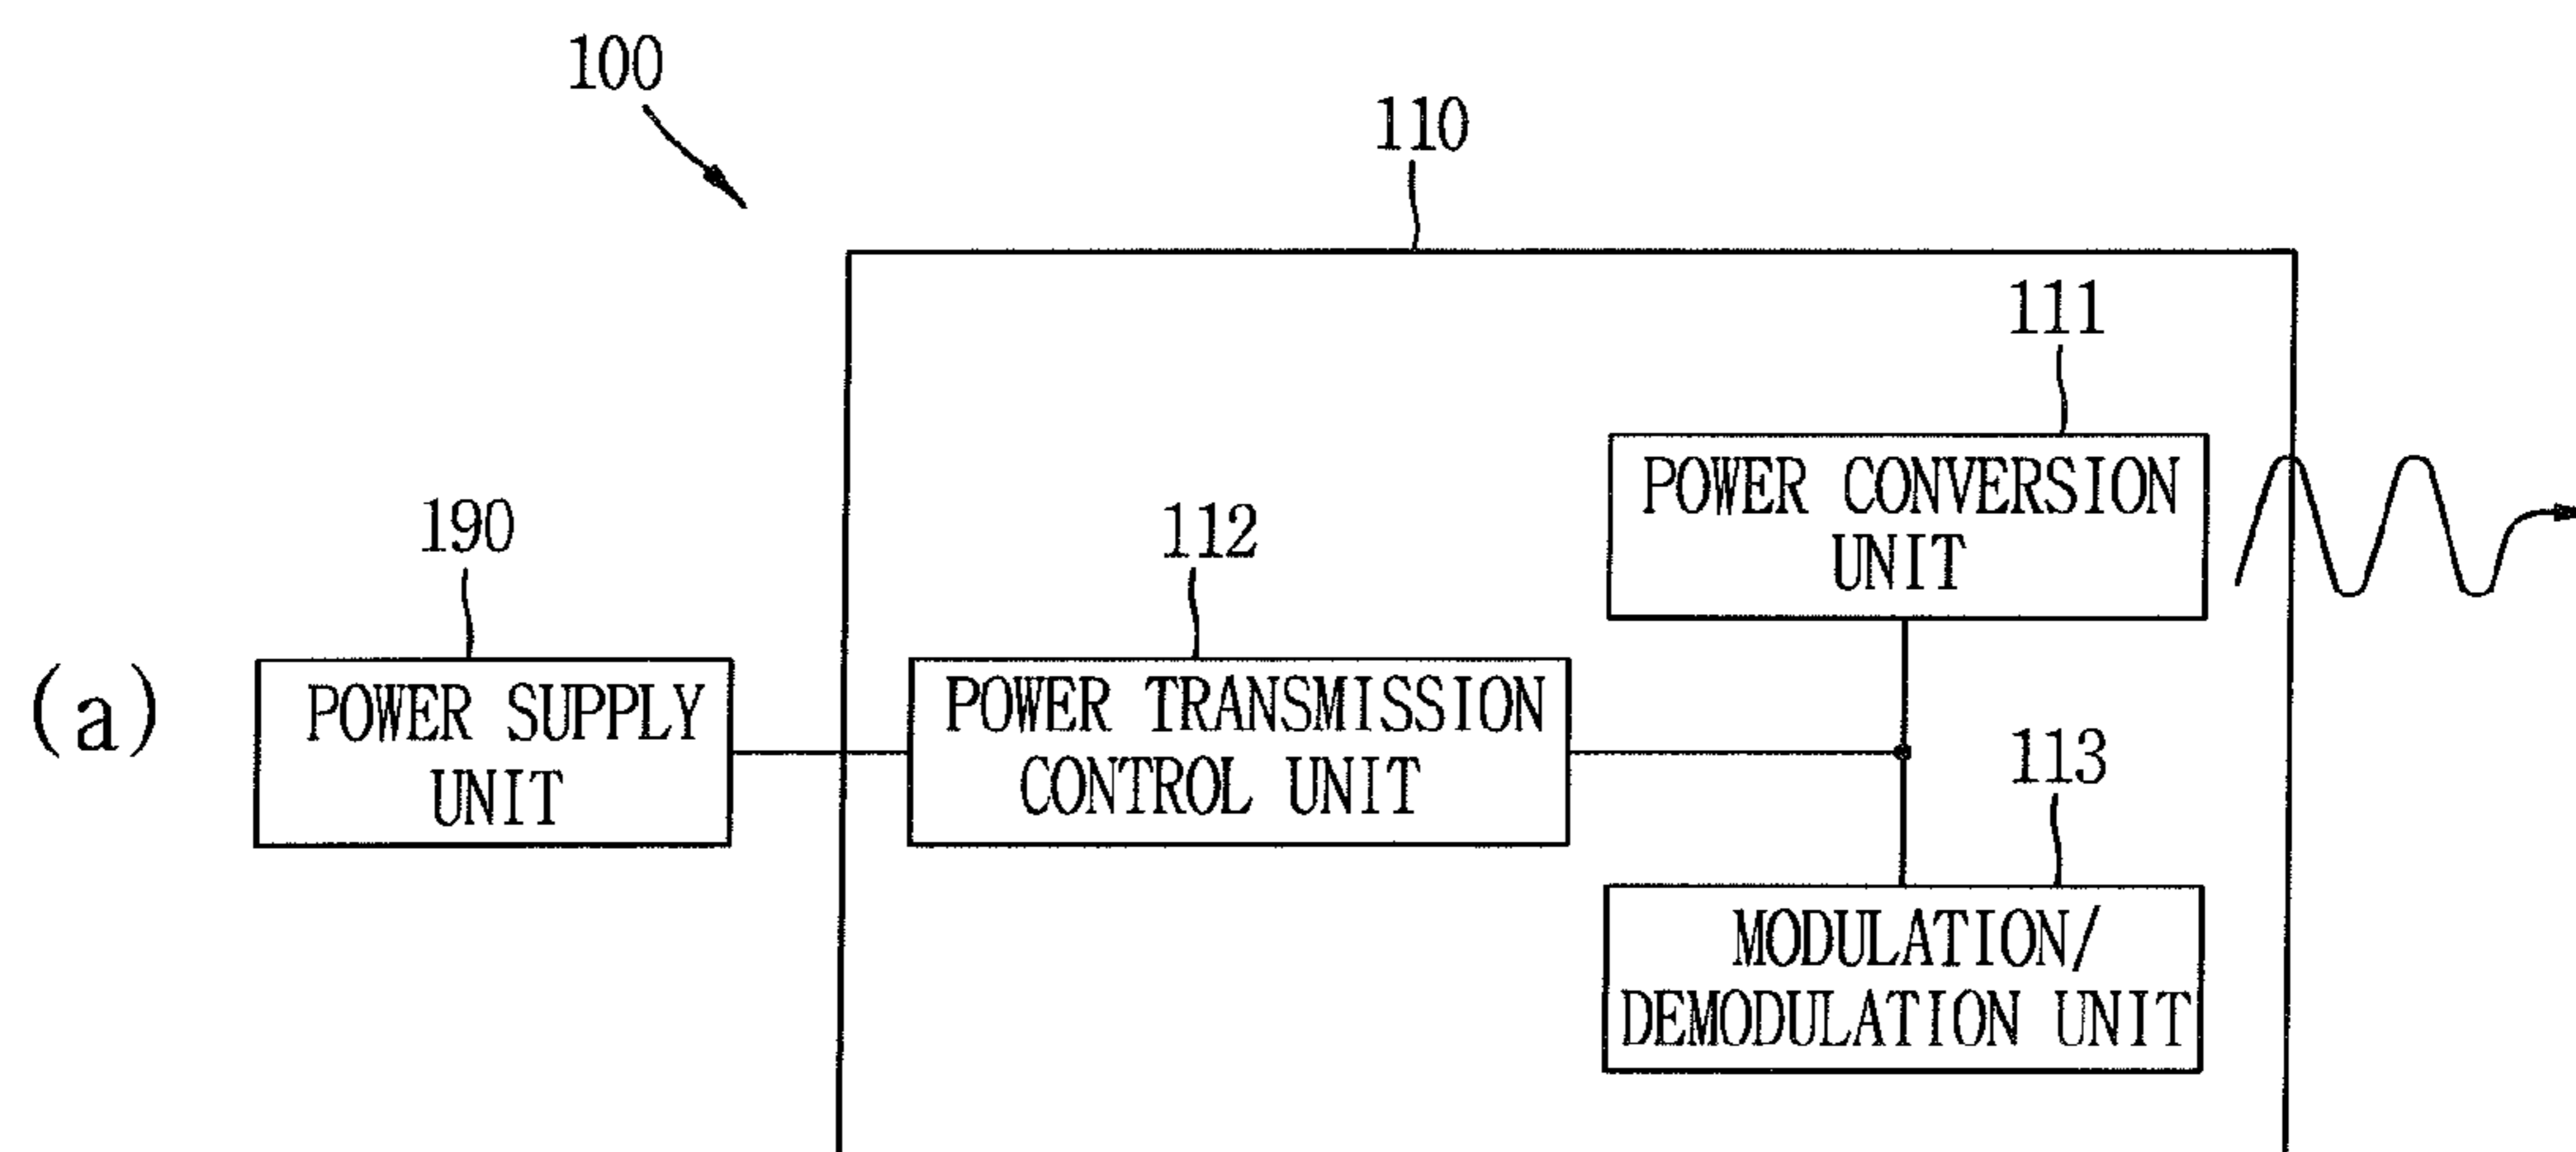 100
110
111
POWER CONVERSION
UNIT
190
112
(a)
POWER SUPPLY
UNIT
POWER TRANSMISSION
CONTROL UNIT
113
MODULATION/
DEMODULATION UNIT